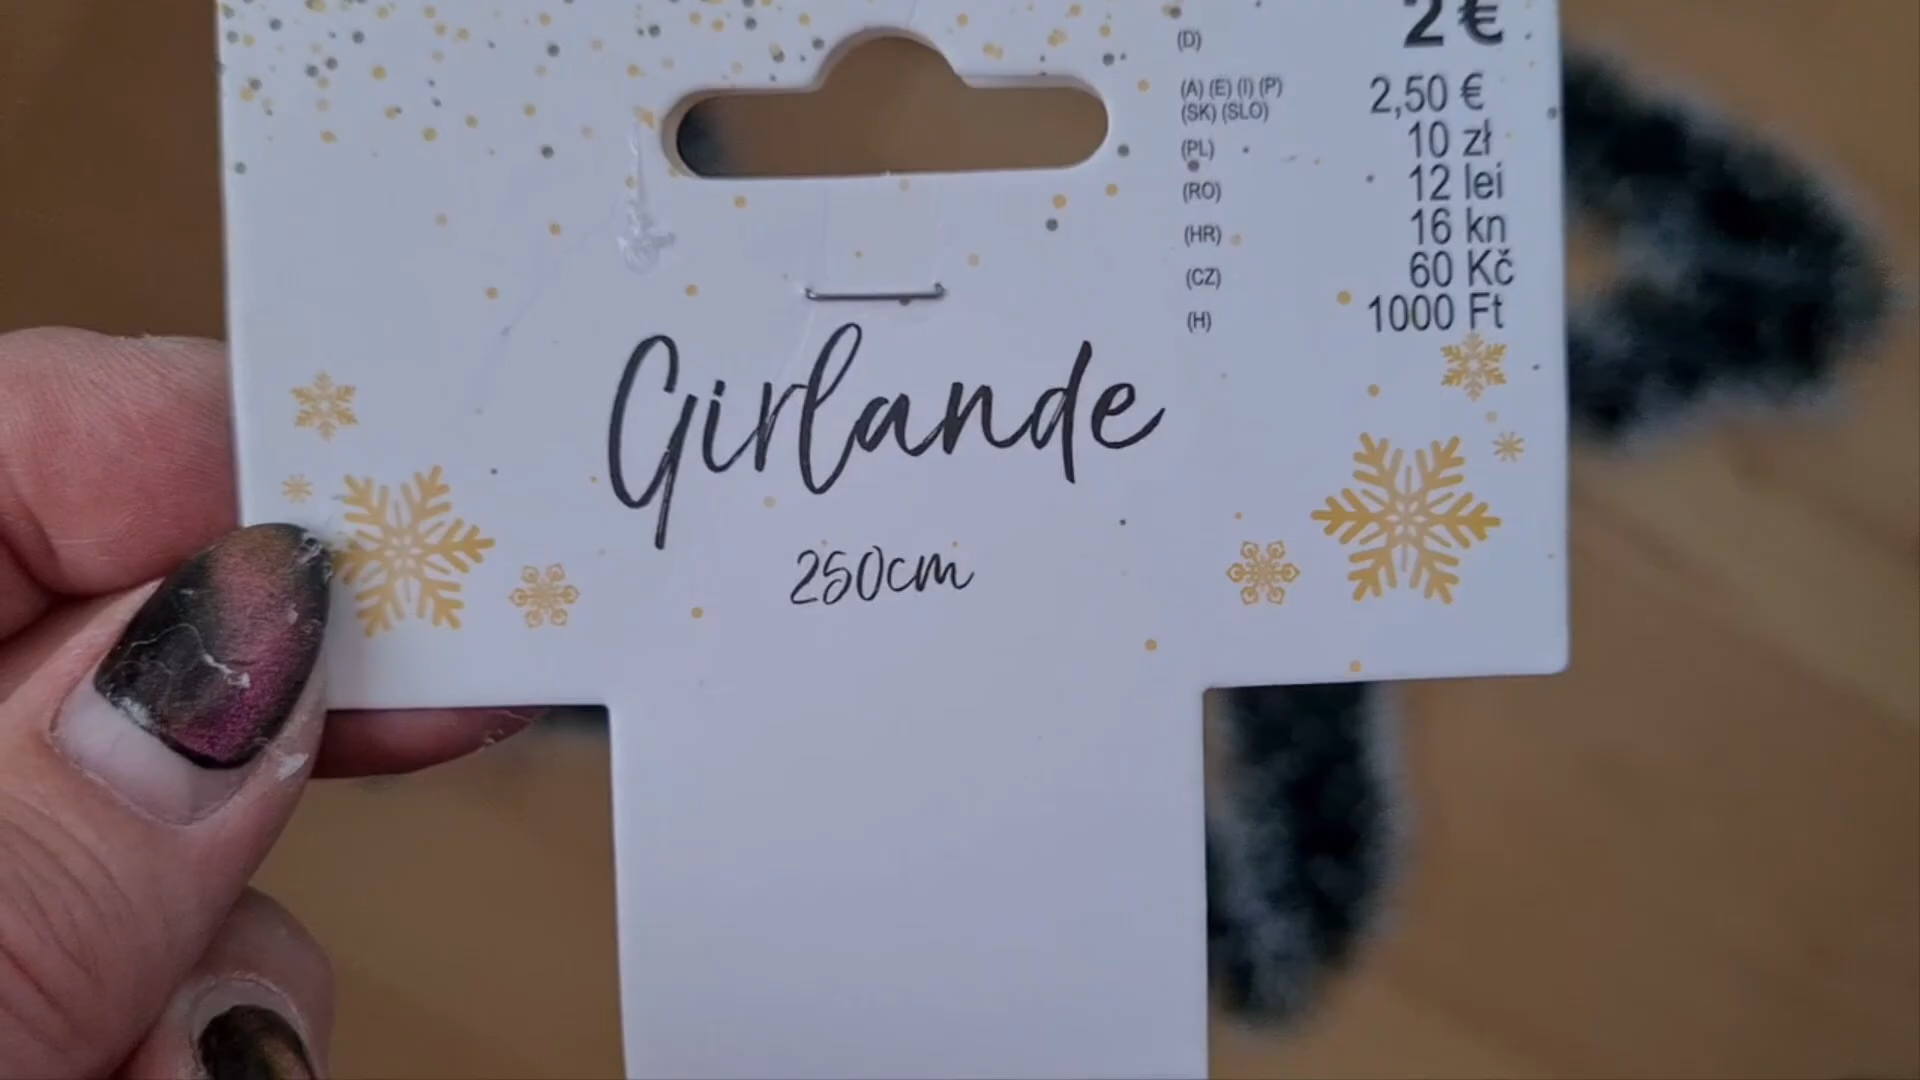 (D) 2 €
(A) (E) (I) (P)
(SK) (SLO) 2,50 €
(PL) 10 zł
(RO) 12 lei
(HR) 16 kn
(CZ) 60 Kč
(H) 1000 Ft
Girlande
250cm